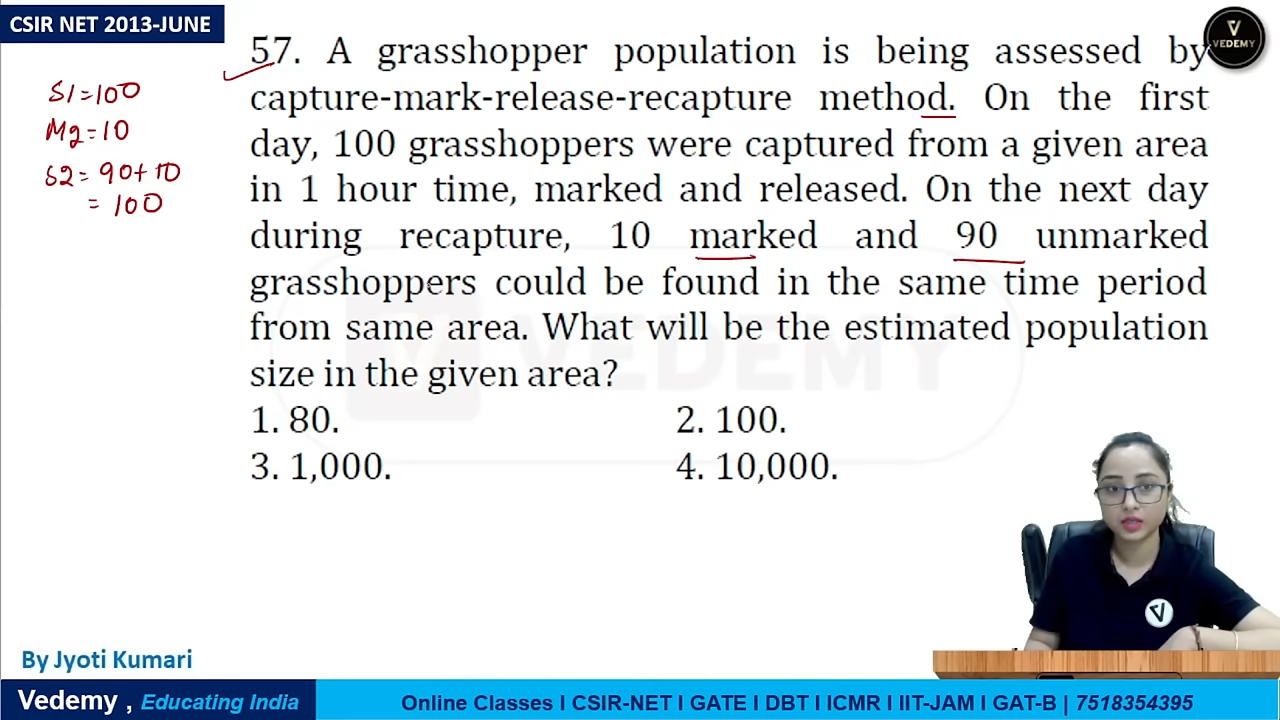 CSIR NET 2013-JUNE
S1=100
M2=10
S2= 90+10
= 100
57. A grasshopper population is being assessed by
capture-mark-release-recapture method. On the first
day, 100 grasshoppers were captured from a given area
in 1 hour time, marked and released. On the next day
during recapture, 10 marked and 90 unmarked
grasshoppers could be found in the same time period
from same area. What will be the estimated population
size in the given area?
1. 80. 2. 100.
3. 1,000. 4. 10,000.
VEDEMY
VEDEMY
By Jyoti Kumari
Vedemy , Educating India
Online Classes I CSIR-NET I GATE I DBT I ICMR I IIT-JAM I GAT-B | 7518354395